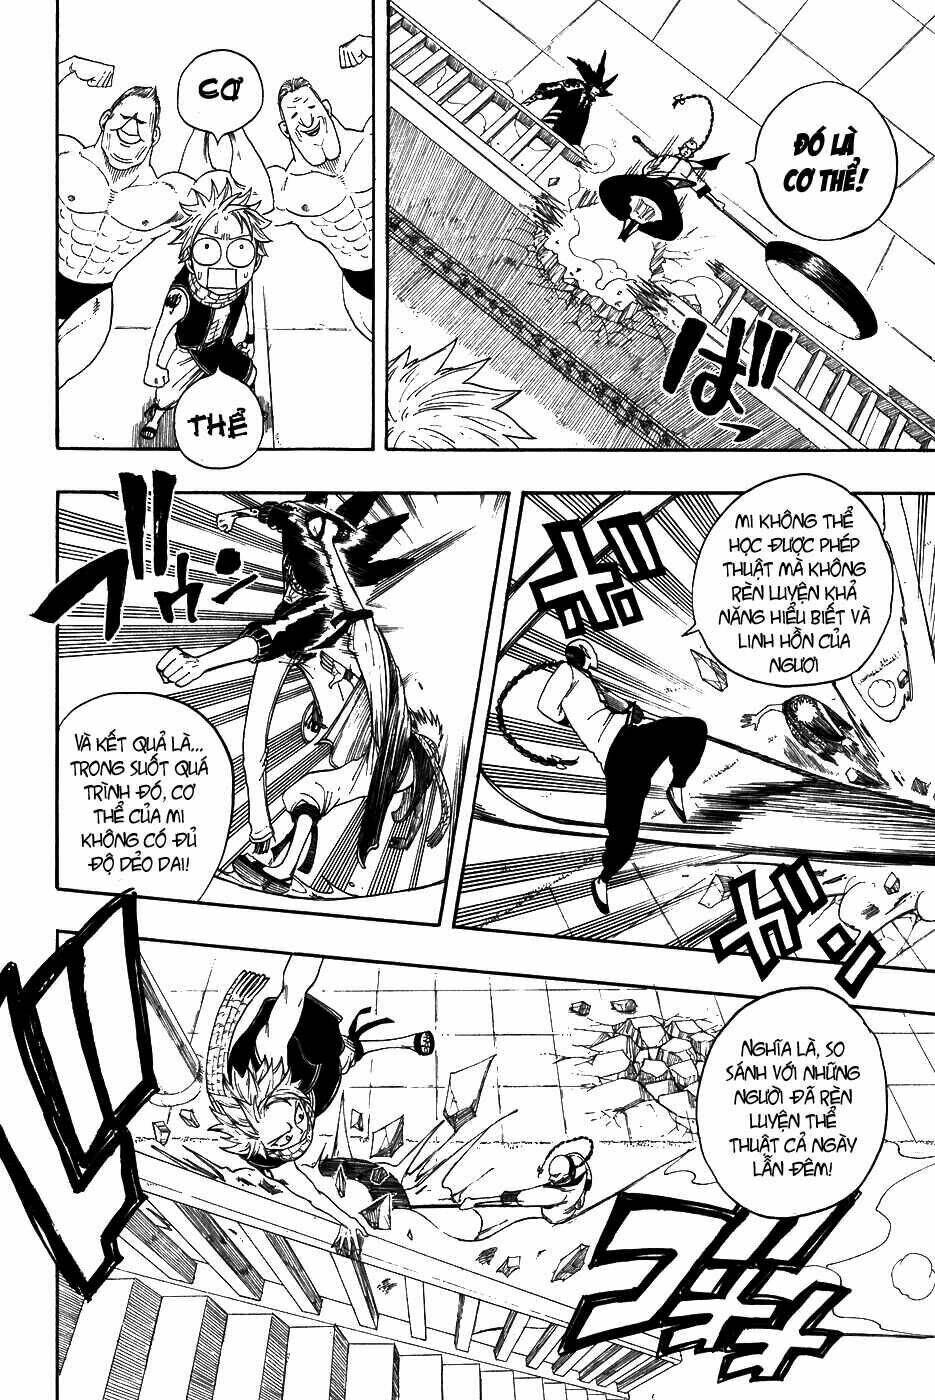 CƠ
THỂ
ĐÓ LÀ
CƠ THỂ!
バ!!
MI KHÔNG THỂ
HỌC ĐƯỢC PHÉP
THUẬT MÀ KHÔNG
RÈN LUYỆN KHẢ
NĂNG HIỂU BIẾT VÀ
LINH HỒN CỦA
NGƯƠI
VÀ KẾT QUẢ LÀ...
TRONG SUỐT QUÁ
TRÌNH ĐÓ, CƠ
THỂ CỦA MI
KHÔNG CÓ ĐỦ
ĐỘ DẺO DAI!
NGHĨA LÀ, SO
SÁNH VỚI NHỮNG
NGƯỜI ĐÃ RÈN
LUYỆN THỂ
THUẬT CẢ NGÀY
LẪN ĐÊM!